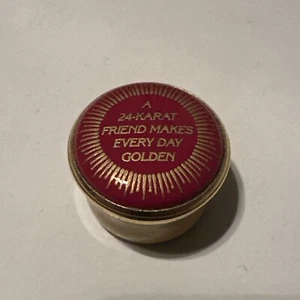 A
24-KARAT
FRIEND MAKES
EVERY DAY
GOLDEN